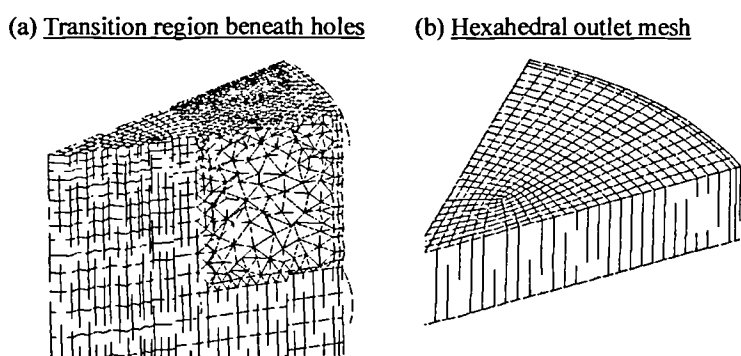 (a) Transition region beneath holes
(b) Hexahedral outlet mesh